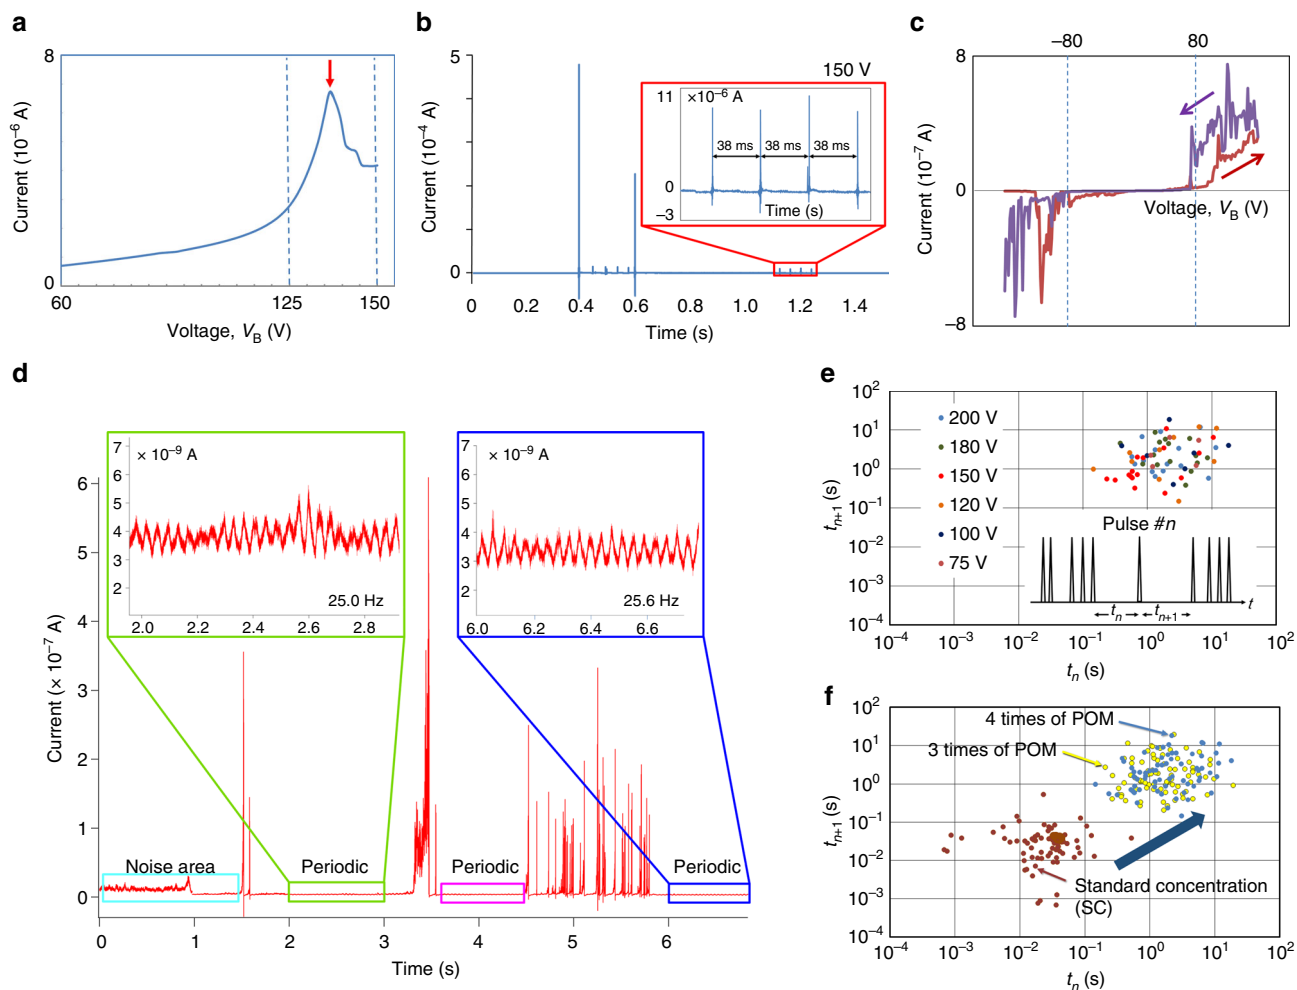 a
8
Current (10⁻⁶ A)
0
60
125
150
Voltage, V_B (V)
b
5
Current (10⁻⁴ A)
0
150 V
11
×10⁻⁶ A
38 ms
38 ms
38 ms
0
−3
Time (s)
0
0.2
0.4
0.6
0.8
1.0
1.2
1.4
Time (s)
c
−80
80
8
Current (10⁻⁷ A)
0
−8
Voltage, V_B (V)
d
7
6
5
4
3
2
× 10⁻⁹ A
25.0 Hz
2.0
2.2
2.4
2.6
2.8
7
6
5
4
3
2
× 10⁻⁹ A
25.6 Hz
6.0
6.2
6.4
6.6
6
5
4
3
2
1
0
Current (× 10⁻⁷ A)
Noise area
Periodic
Periodic
Periodic
0
1
2
3
4
5
6
Time (s)
e
10²
10¹
10⁰
10⁻¹
10⁻²
10⁻³
10⁻⁴
tₙ₊₁ (s)
200 V
180 V
150 V
120 V
100 V
75 V
Pulse #n
tₙ
tₙ₊₁
t
10⁻⁴
10⁻³
10⁻²
10⁻¹
10⁰
10¹
10²
tₙ (s)
f
10²
10¹
10⁰
10⁻¹
10⁻²
10⁻³
10⁻⁴
tₙ₊₁ (s)
4 times of POM
3 times of POM
Standard concentration
(SC)
10⁻⁴
10⁻³
10⁻²
10⁻¹
10⁰
10¹
10²
tₙ (s)